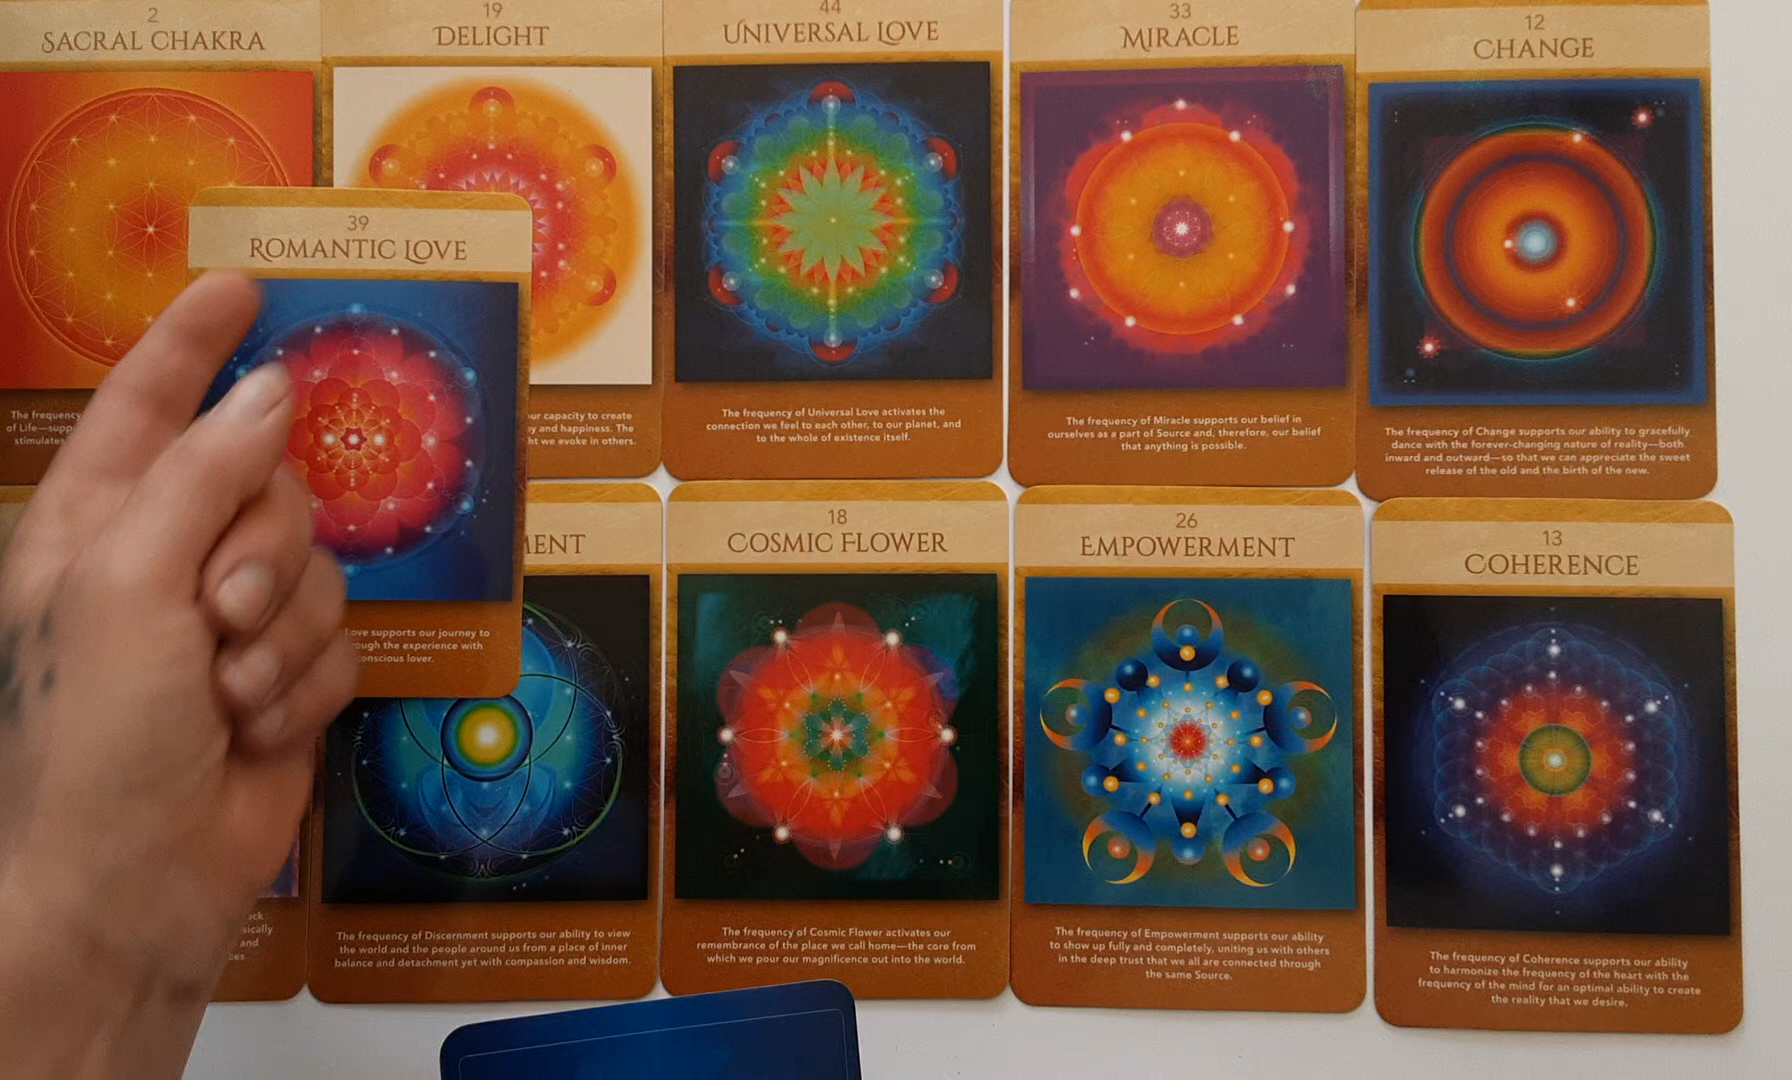 2
SACRAL CHAKRA
The frequency
of Life—supp
stimulates
19
DELIGHT
our capacity to create
y and happiness. The
ht we evoke in others.
44
UNIVERSAL LOVE
The frequency of Universal Love activates the
connection we feel to each other, to our planet, and
to the whole of existence itself.
33
MIRACLE
The frequency of Miracle supports our belief in
ourselves as a part of Source and, therefore, our belief
that anything is possible.
12
CHANGE
The frequency of Change supports our ability to gracefully
dance with the forever-changing nature of reality—both
inward and outward—so that we can appreciate the sweet
release of the old and the birth of the new.
39
ROMANTIC LOVE
Love supports our journey to
ough the experience with
conscious lover.
ock
sically
and
ces
MENT
The frequency of Discernment supports our ability to view
the world and the people around us from a place of inner
balance and detachment yet with compassion and wisdom.
18
COSMIC FLOWER
The frequency of Cosmic Flower activates our
remembrance of the place we call home—the core from
which we pour our magnificence out into the world.
26
EMPOWERMENT
The frequency of Empowerment supports our ability
to show up fully and completely, uniting us with others
in the deep trust that we all are connected through
the same Source.
13
COHERENCE
The frequency of Coherence supports our ability
to harmonize the frequency of the heart with the
frequency of the mind for an optimal ability to create
the reality that we desire.